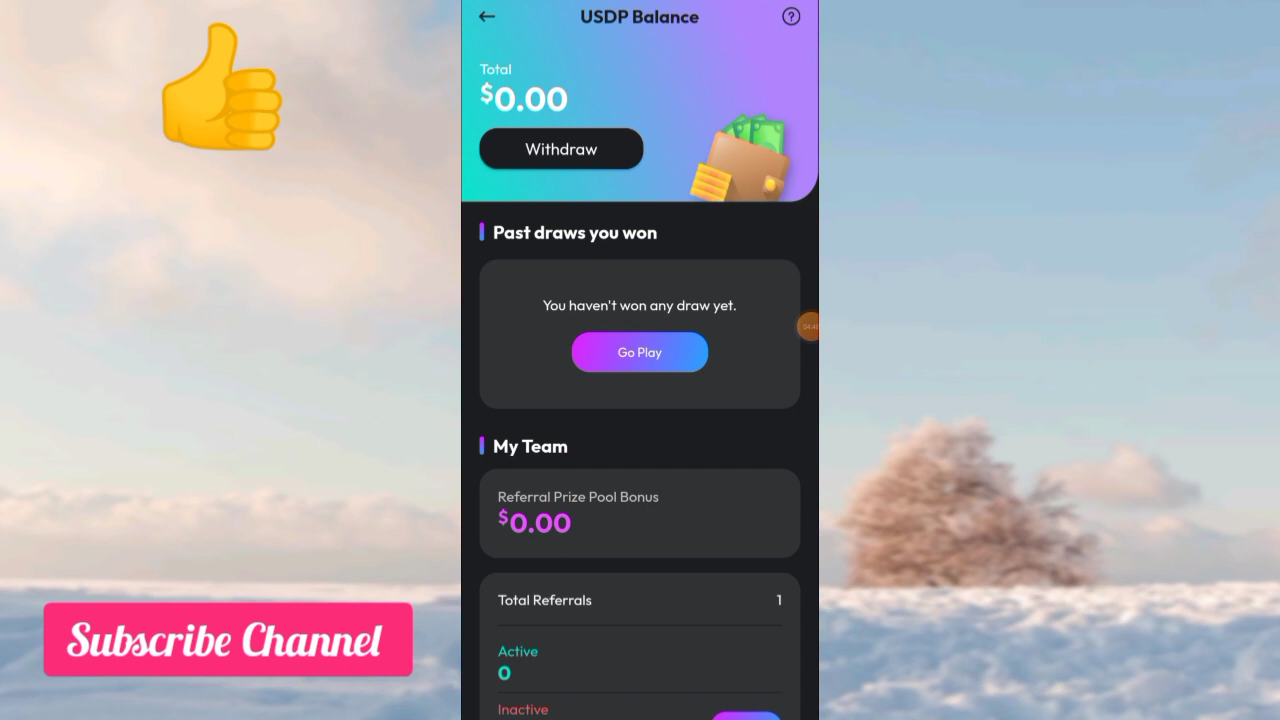 USDP Balance
Total
$0.00
Withdraw
Past draws you won
You haven't won any draw yet.
Go Play
My Team
Referral Prize Pool Bonus
$0.00
Total Referrals 1
Active
0
Inactive
Subscribe Channel